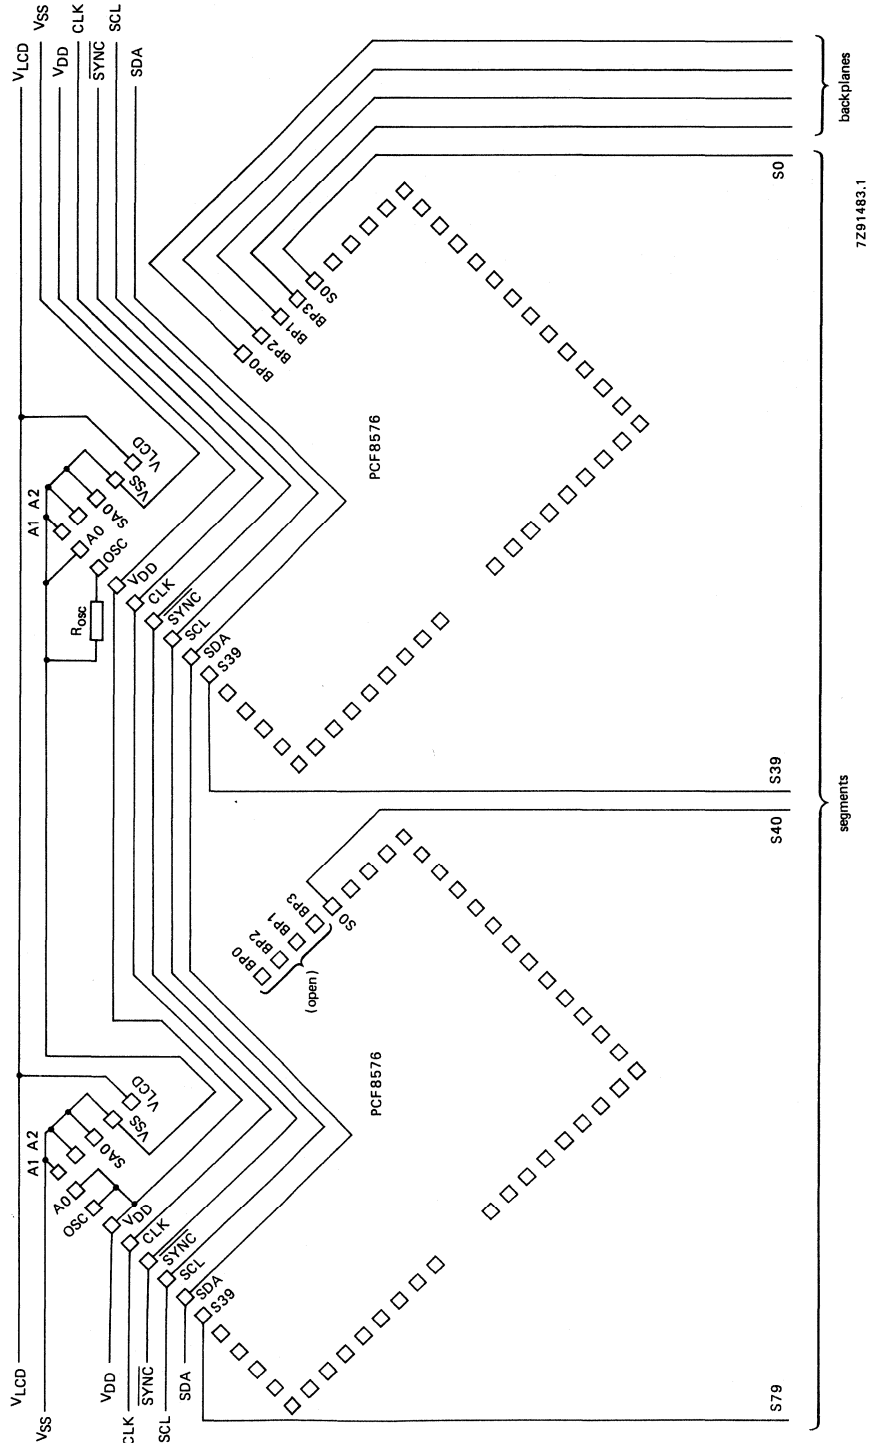 VLCD
VSS
VDD
CLK
SYNC
SCL
SDA
backplanes
S0
7Z91483.1
S0
BP3
BP1
BP2
BP0
PCF8576
VLCD
VSS
SA0
A1 A2
A0
OSC
ROSC
VDD
CLK
SYNC
SCL
SDA
S39
S39
segments
S40
BP3
BP1
BP2
BP0
S0
(open)
PCF8576
VLCD
VSS
SA0
A1 A2
A0
OSC
VDD
CLK
SYNC
SCL
SDA
S39
S79
VLCD
VSS
VDD
CLK
SYNC
SCL
SDA